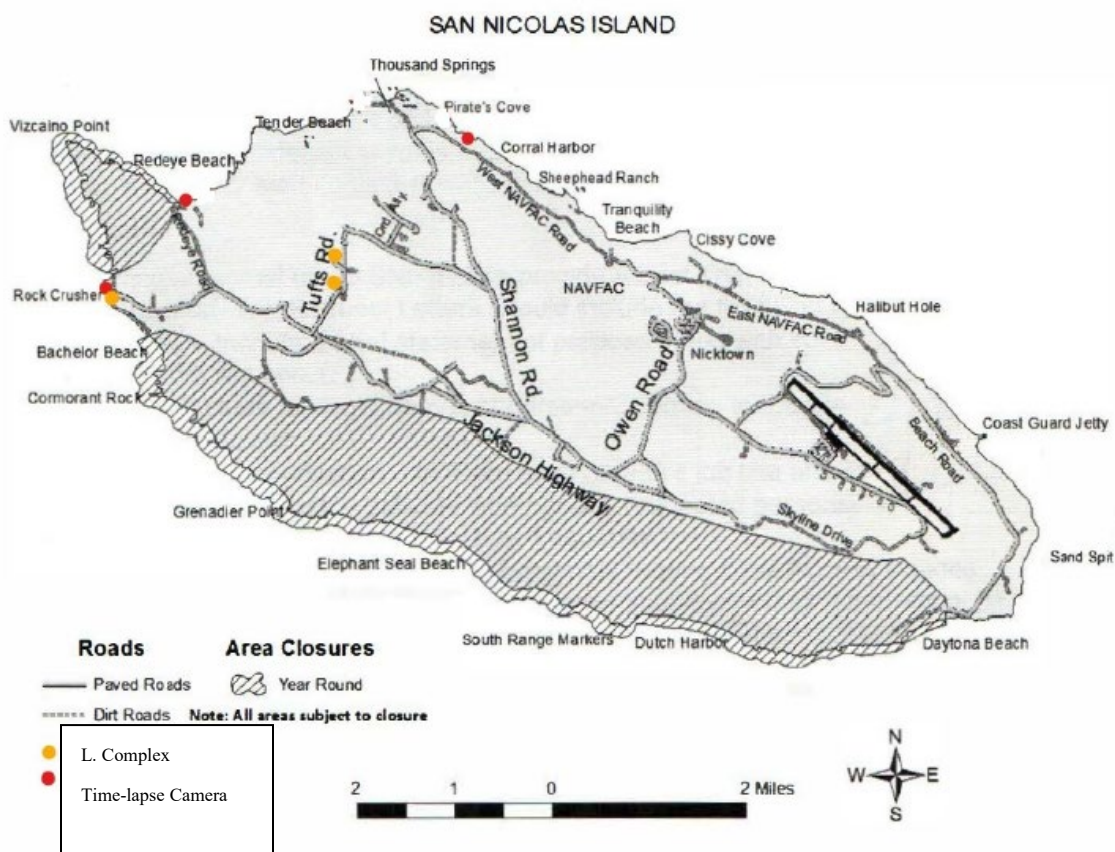 SAN NICOLAS ISLAND
Thousand Springs
Pirate's Cove
Vizcaino Point
Tender Beach
Corral Harbor
Redeye Beach
Sheephead Ranch
West NAVFAC Road
Tranquility
Beach
Cissy Cove
Redeye Road
Tufts Rd.
Rock Crusher
NAVFAC
Shannon Rd.
Halibut Hole
East NAVFAC Road
Bachelor Beach
Nicktown
Owen Road
Cormorant Rock
Jackson Highway
Coast Guard Jetty
Beach Road
Grenadier Point
Skyline Drive
Elephant Seal Beach
Sand Spit
South Range Markers
Dutch Harbor
Daytona Beach
Roads
Area Closures
Paved Roads
Year Round
Dirt Roads
Note: All areas subject to closure
L. Complex
Time-lapse Camera
2 1 0 2 Miles
N
W E
S